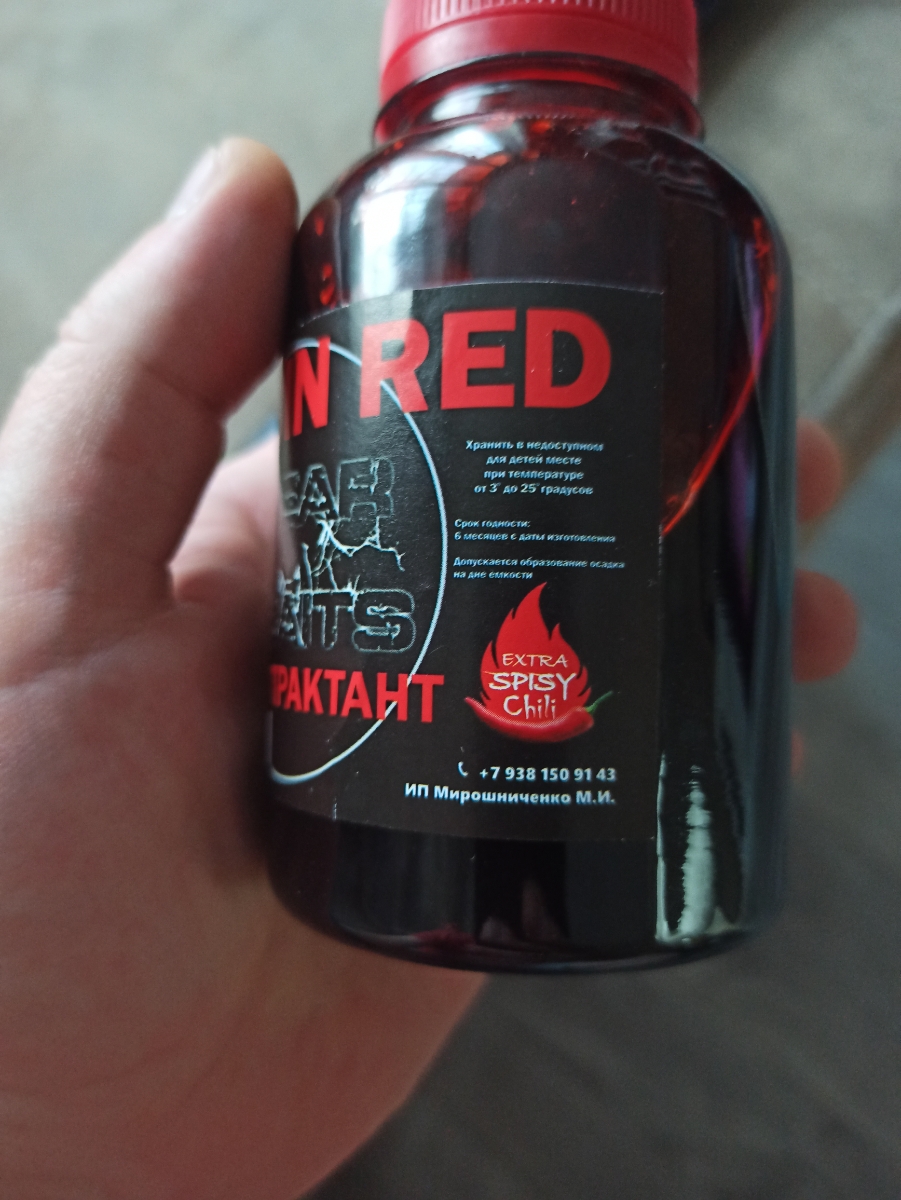 RED
Хранить в недоступном
для детей месте
при температуре
от 3° до 25°градусов
Срок годности:
6 месяцев с даты изготовления
Допускается образование осадка
на дне емкости
EXTRA
SPISY
Chili
+7 938 150 91 43
ИП Мирошниченко М.И.